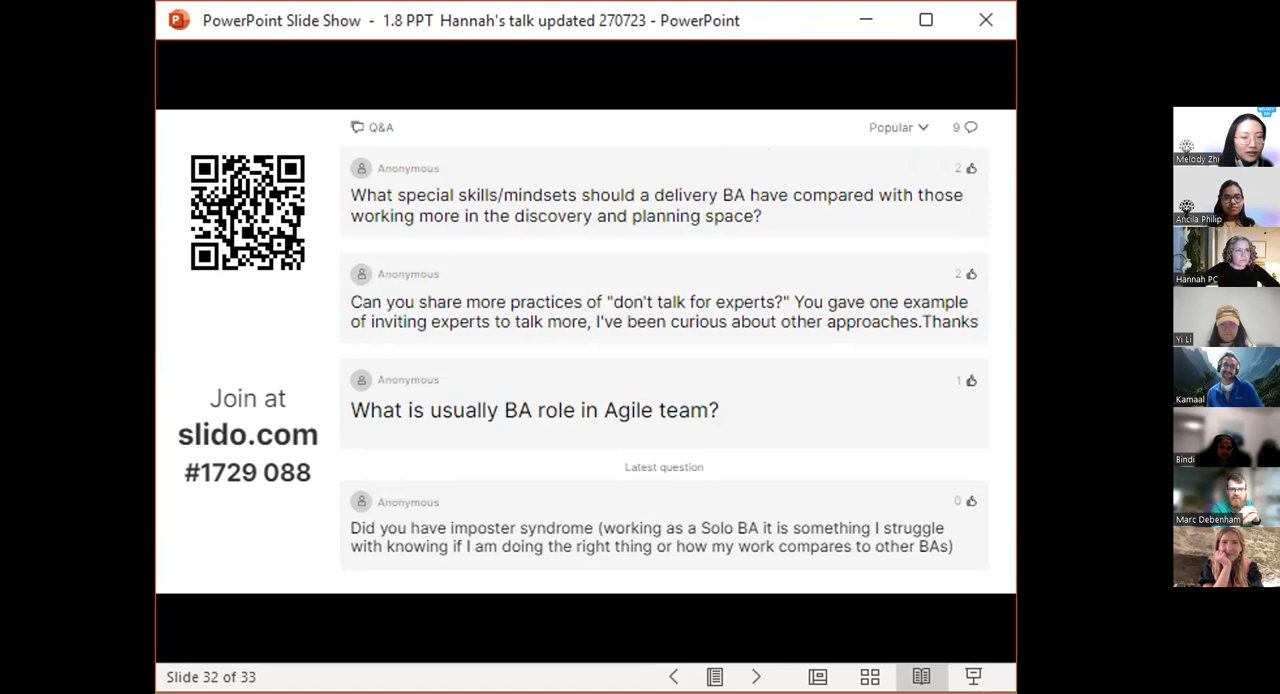 PowerPoint Slide Show - 1.8 PPT Hannah's talk updated 270723 - PowerPoint
Q&A
Popular
9
Anonymous
2
What special skills/mindsets should a delivery BA have compared with those
working more in the discovery and planning space?
Anonymous
2
Can you share more practices of "don't talk for experts?" You gave one example
of inviting experts to talk more, I've been curious about other approaches.Thanks
Anonymous
1
What is usually BA role in Agile team?
Latest question
Anonymous
0
Did you have imposter syndrome (working as a Solo BA it is something I struggle
with knowing if I am doing the right thing or how my work compares to other BAs)
Join at
slido.com
#1729 088
Slide 32 of 33
Melody Zhi
Ancila Philip
Hannah PC
Yi Li
Kamaal
Bindi
Marc Debenham